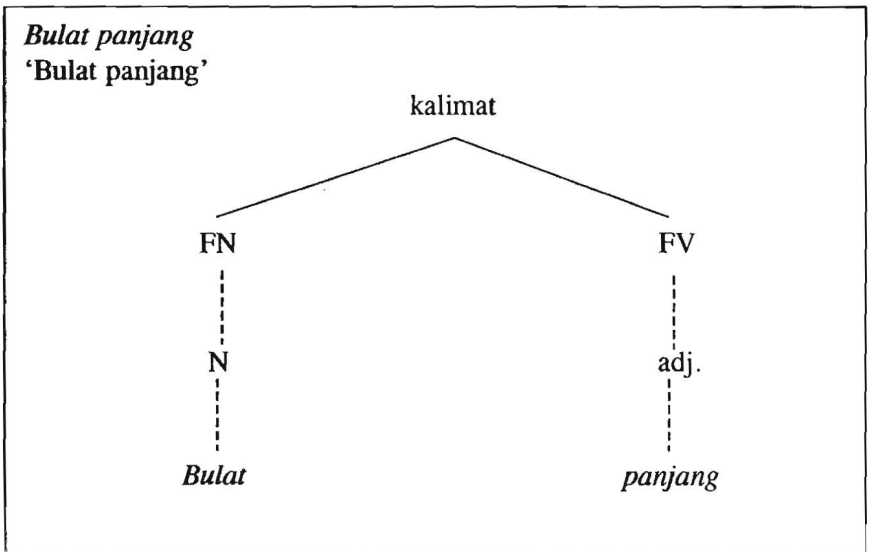 Bulat panjang
‘Bulat panjang’
kalimat
FN FV
N adj.
Bulat panjang